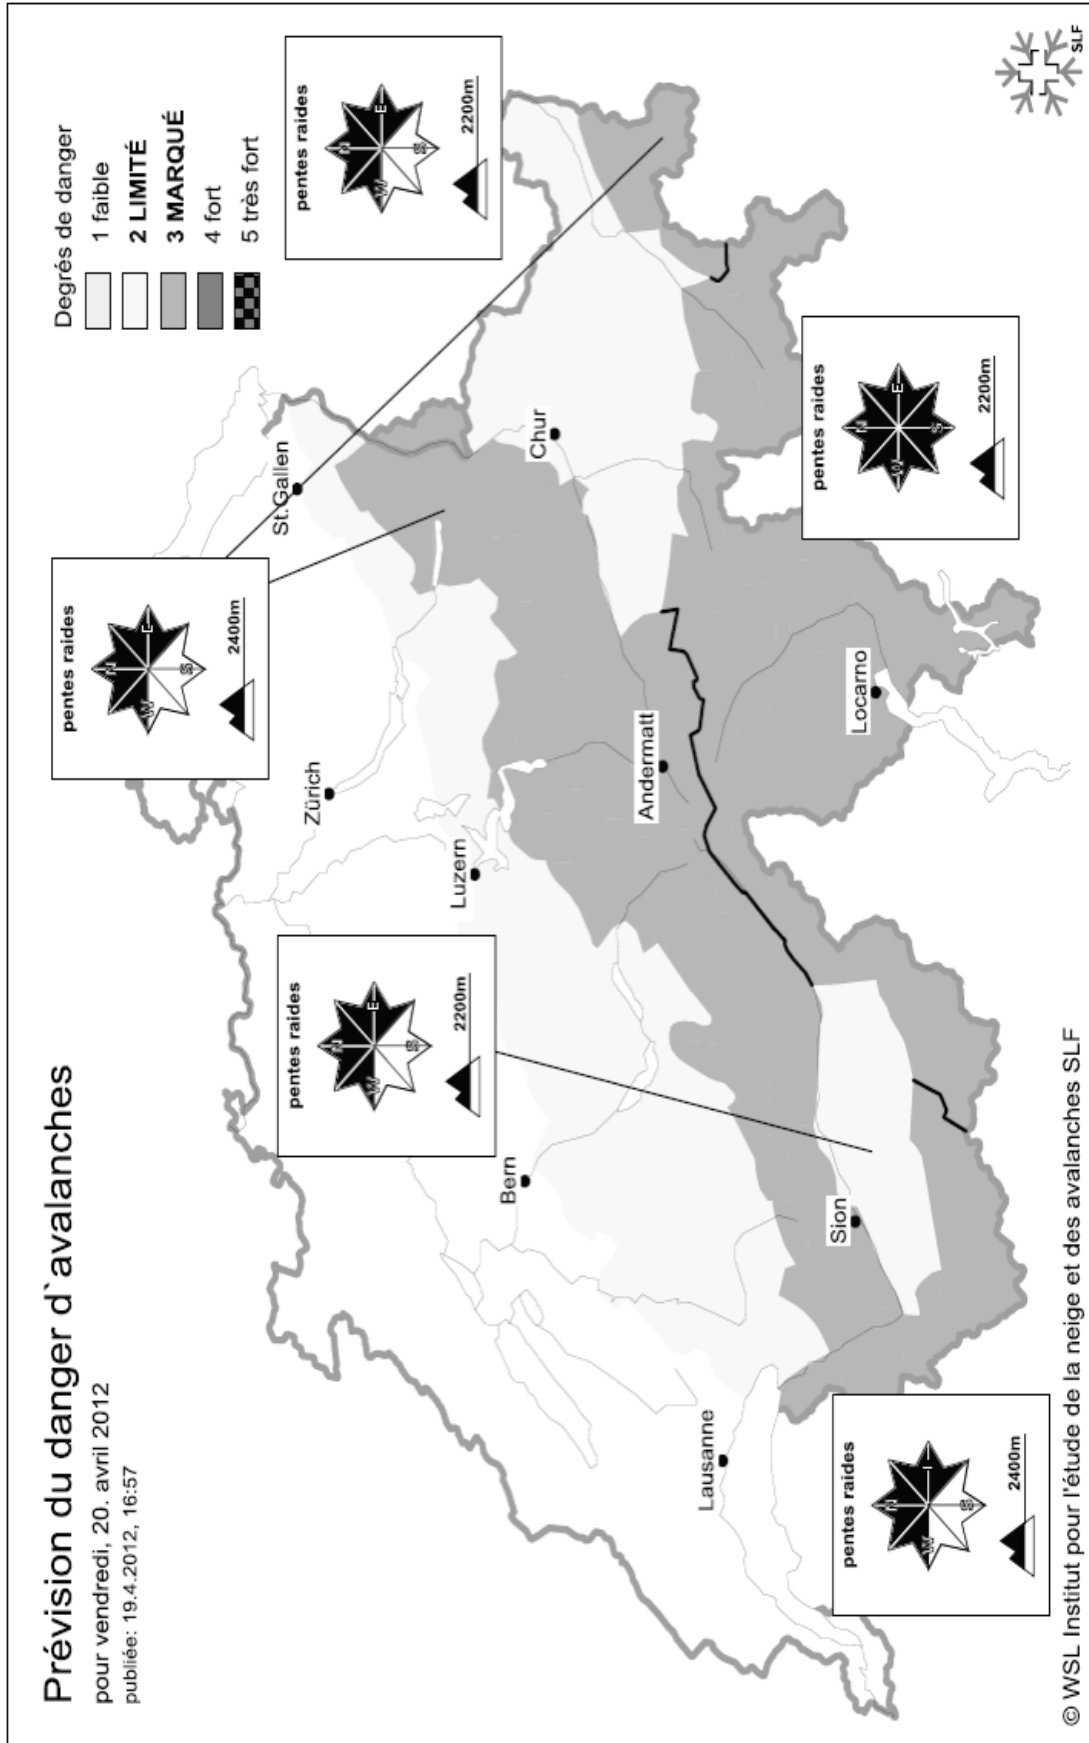 Prévision du danger d`avalanches
pour vendredi, 20. avril 2012
publiée: 19.4.2012, 16:57
Degrés de danger
1 faible
2 LIMITÉ
3 MARQUÉ
4 fort
5 très fort
pentes raides
N
W E
S
2400m
pentes raides
N
W E
S
2200m
pentes raides
N
W E
S
2200m
St.Gallen
Zürich
Luzern
Bern
Chur
Andermatt
Lausanne
Sion
Locarno
pentes raides
N
W E
S
2400m
pentes raides
N
W E
S
2200m
© WSL Institut pour l'étude de la neige et des avalanches SLF
SLF